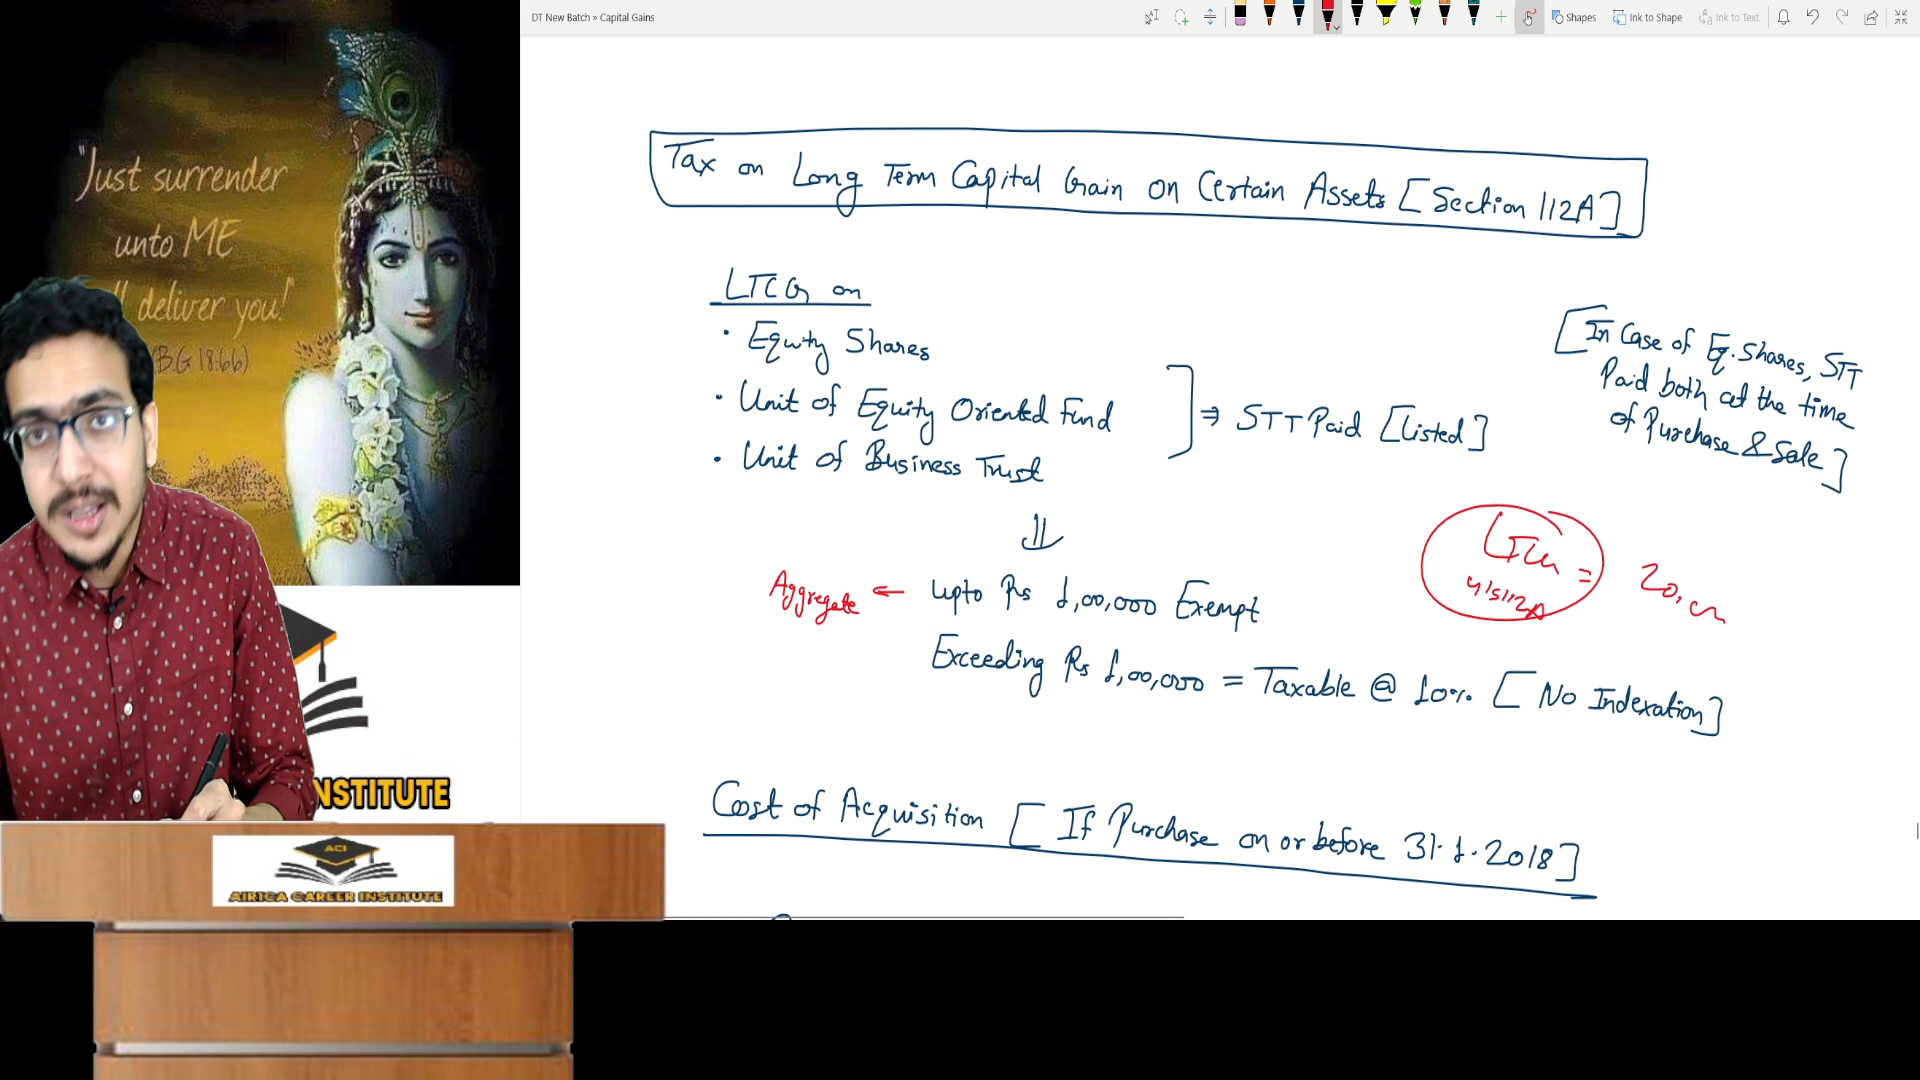 DT New Batch » Capital Gains
Shapes
Ink to Shape
Ink to Text
"Just surrender
unto ME
deliver you!"
(B.G 18.66)
NSTITUTE
ACI
AIRICA CAREER INSTITUTE
Tax on Long Term Capital Gain on Certain Assets [Section 112A]
LTCG on
• Equity Shares
• Unit of Equity Oriented Fund
• Unit of Business Trust
⇒ STT Paid [Listed]
[In Case of Eq. Shares, STT
Paid both at the time
of Purchase & Sale]
Aggregate ← upto Rs 1,00,000 Exempt
Exceeding Rs 1,00,000 = Taxable @ 10% [No Indexation]
LTCG
u/s 112A =
Cost of Acquisition [If Purchase on or before 31.1.2018]